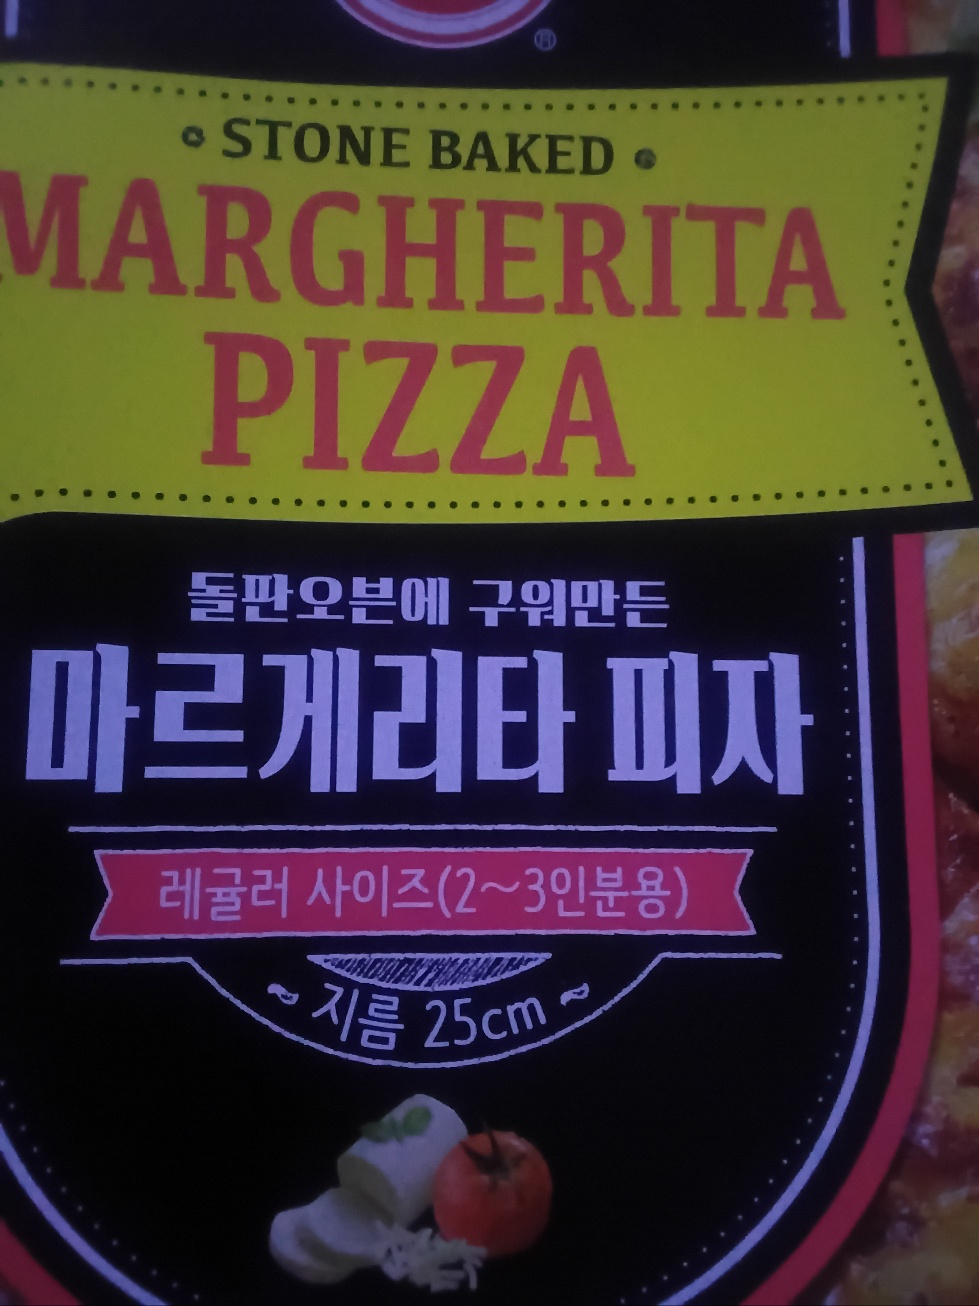 ®
STONE BAKED
MARGHERITA
PIZZA
돌판오븐에 구워만든
마르게리타 피자
레귤러 사이즈(2~3인분용)
~ 지름 25cm ~